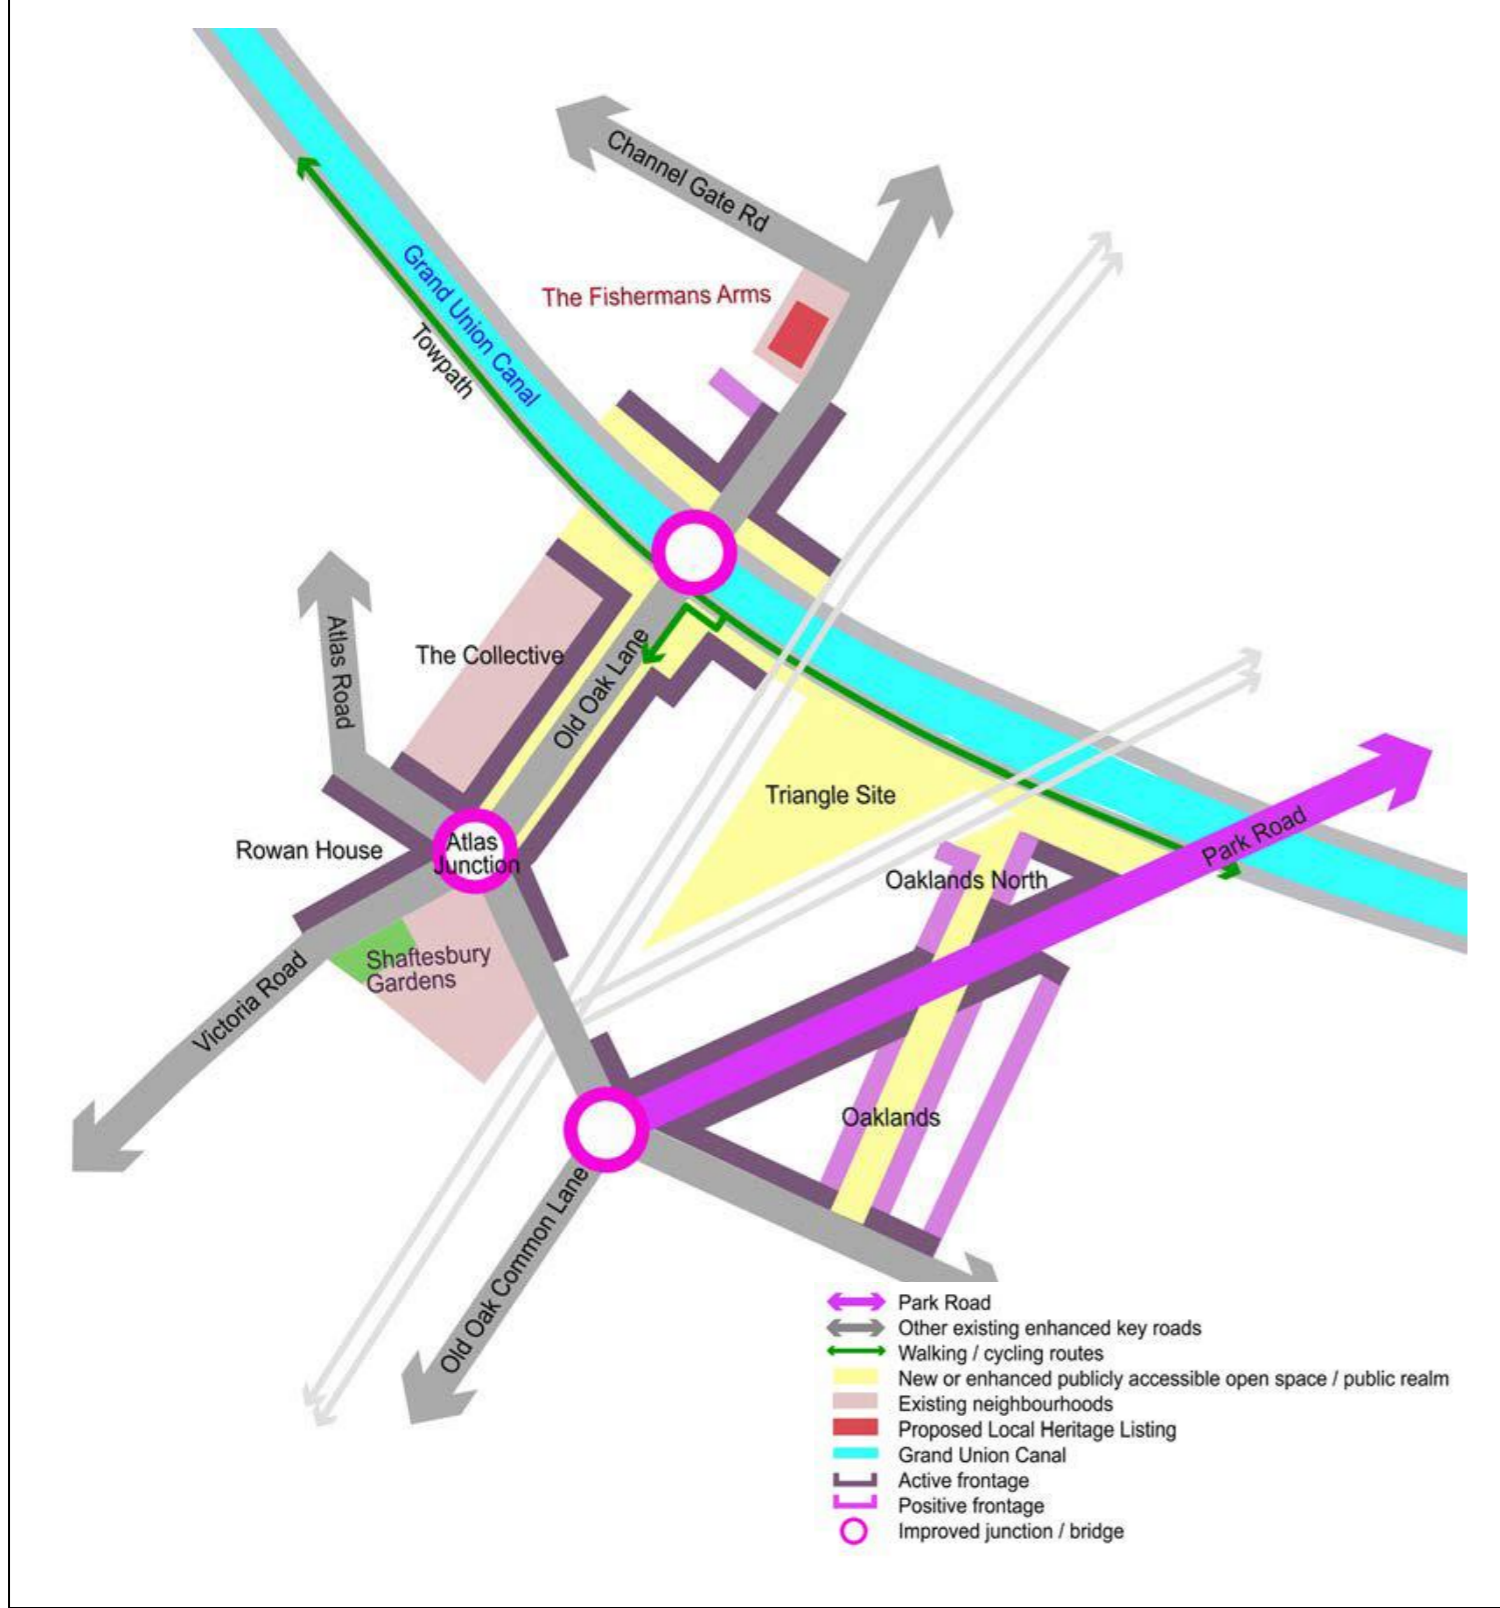 Channel Gate Rd
The Fishermans Arms
Grand Union Canal
Towpath
Atlas Road
The Collective
Old Oak Lane
Triangle Site
Park Road
Rowan House
Atlas
Junction
Oaklands North
Shaftesbury
Gardens
Victoria Road
Oaklands
Old Oak Common Lane
Park Road
Other existing enhanced key roads
Walking / cycling routes
New or enhanced publicly accessible open space / public realm
Existing neighbourhoods
Proposed Local Heritage Listing
Grand Union Canal
Active frontage
Positive frontage
Improved junction / bridge